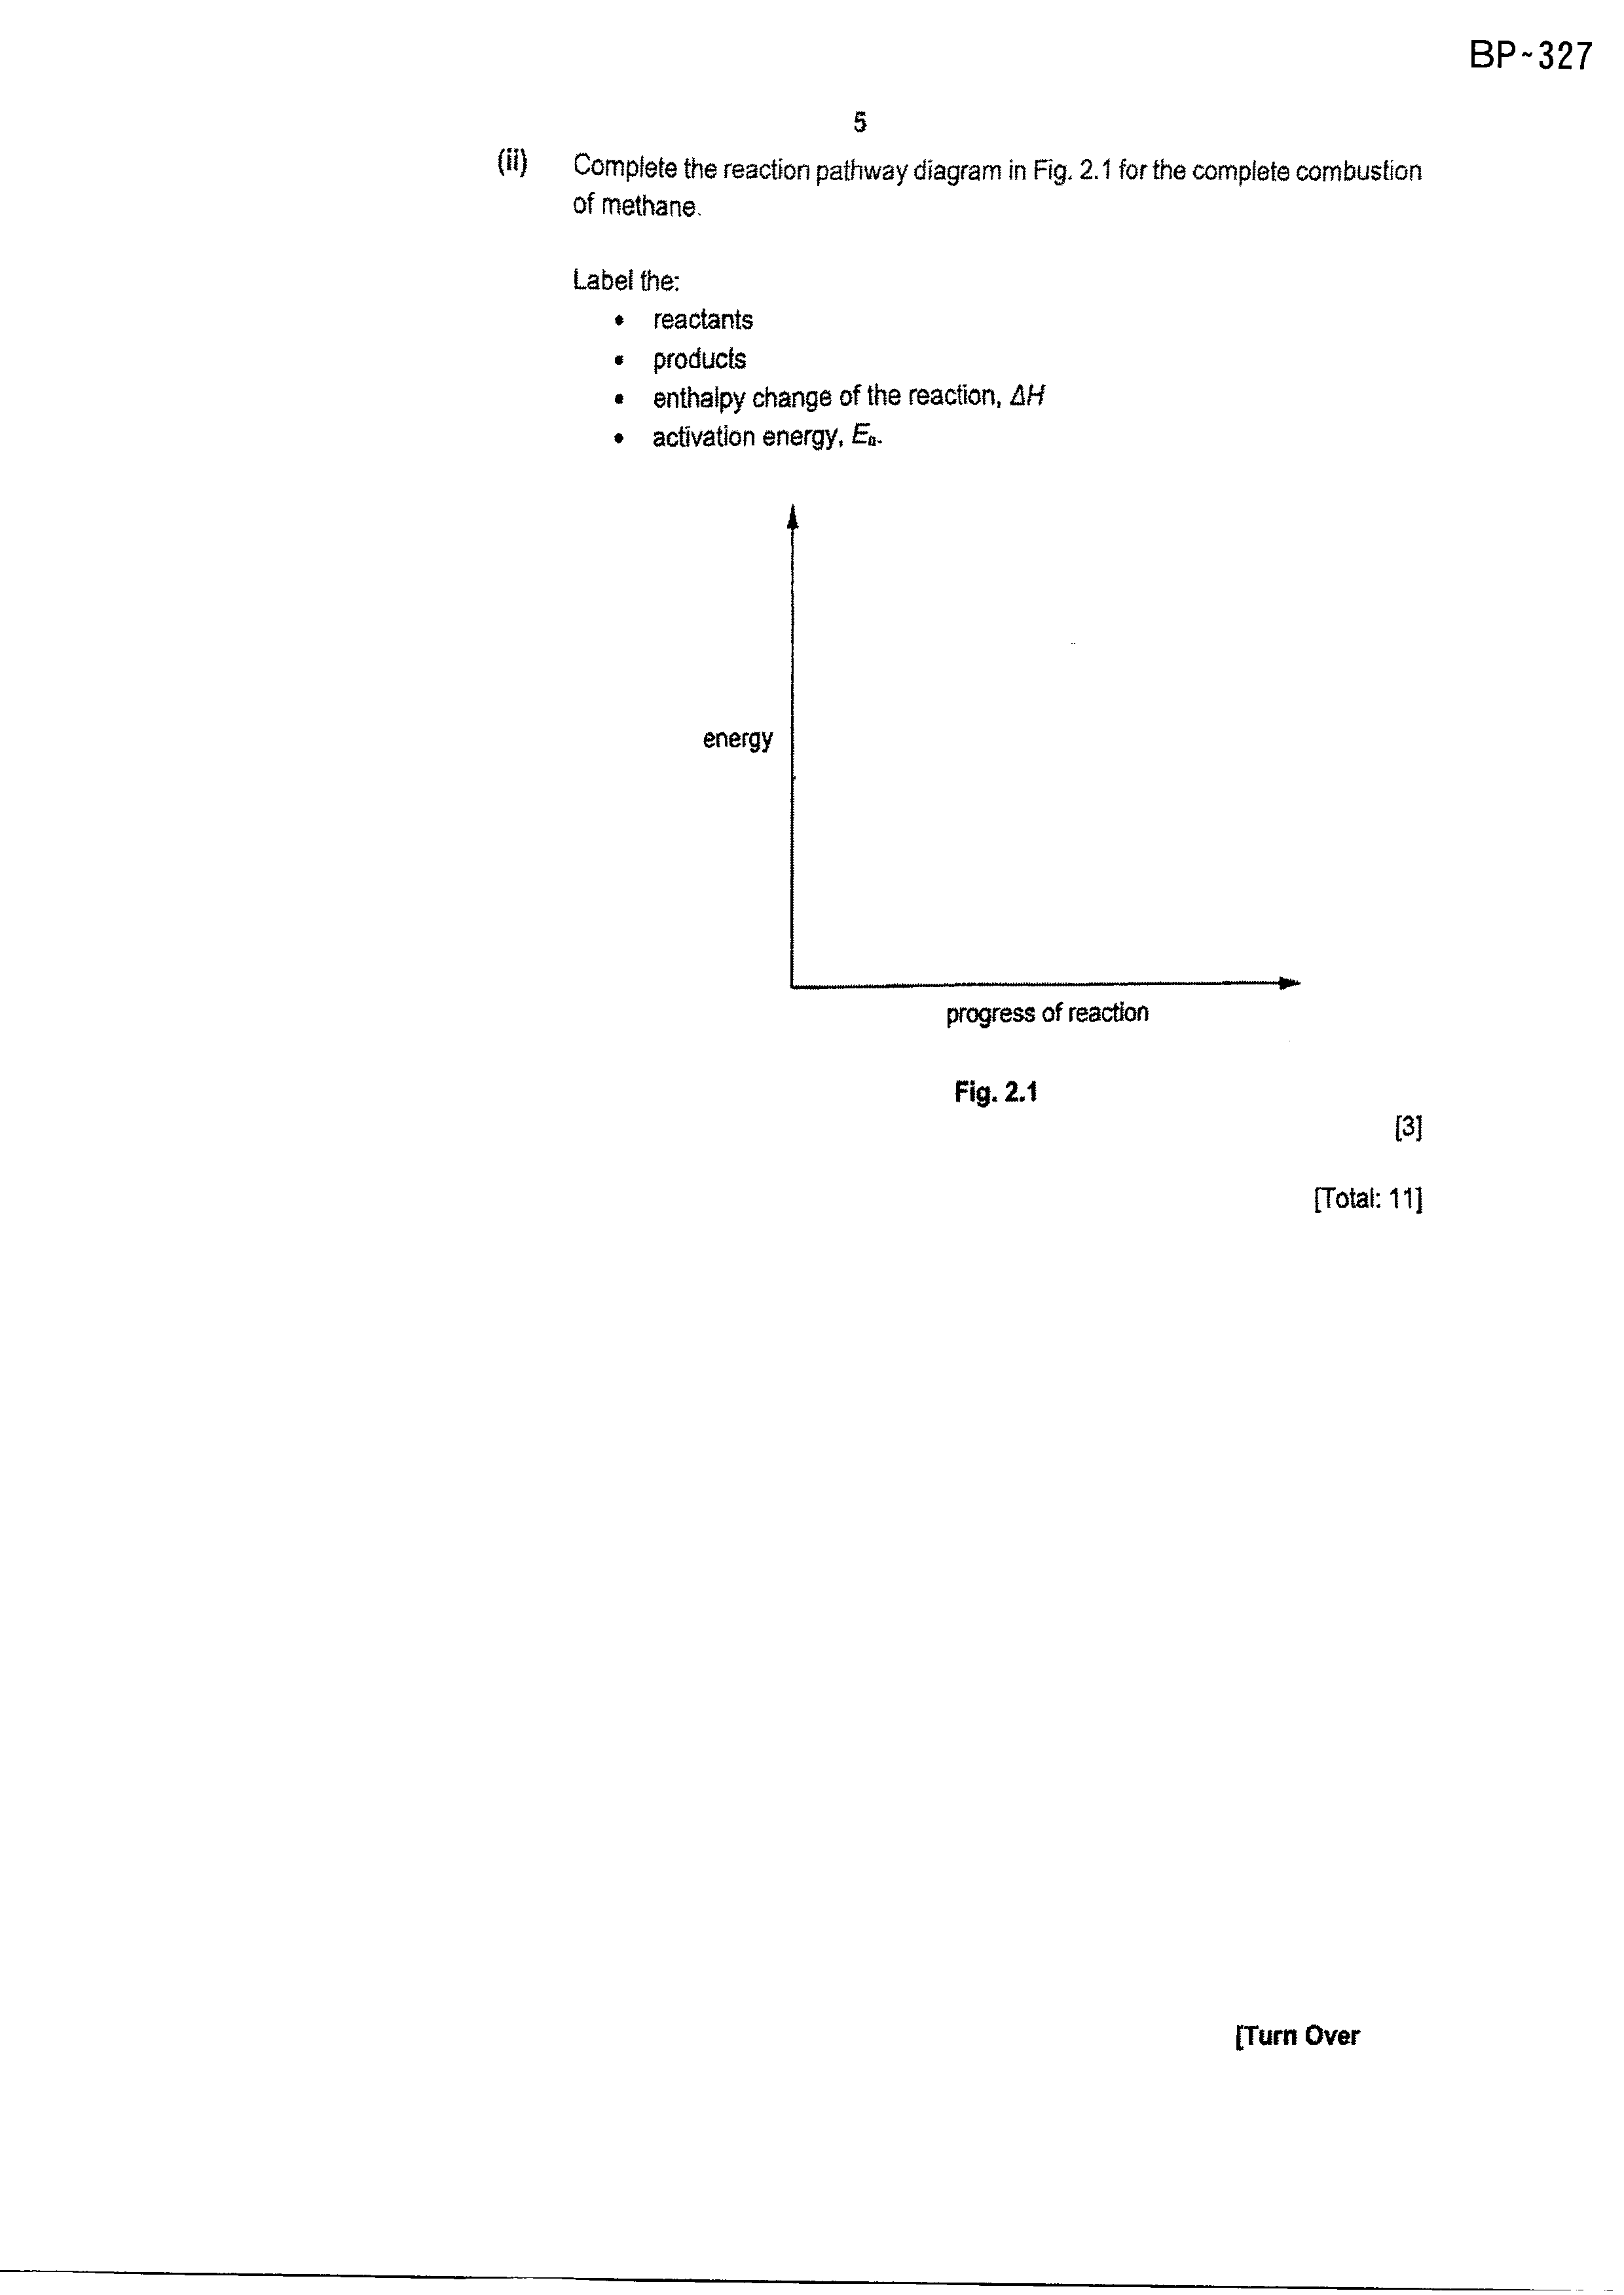 BP~327
5
(ii) Complete the reaction pathway diagram in Fig. 2.1 for the complete combustion
of methane.
Label the:
• reactants
• products
• enthalpy change of the reaction, ΔH
• activation energy, Eₐ.
energy
progress of reaction
Fig. 2.1
[3]
[Total: 11]
[Turn Over